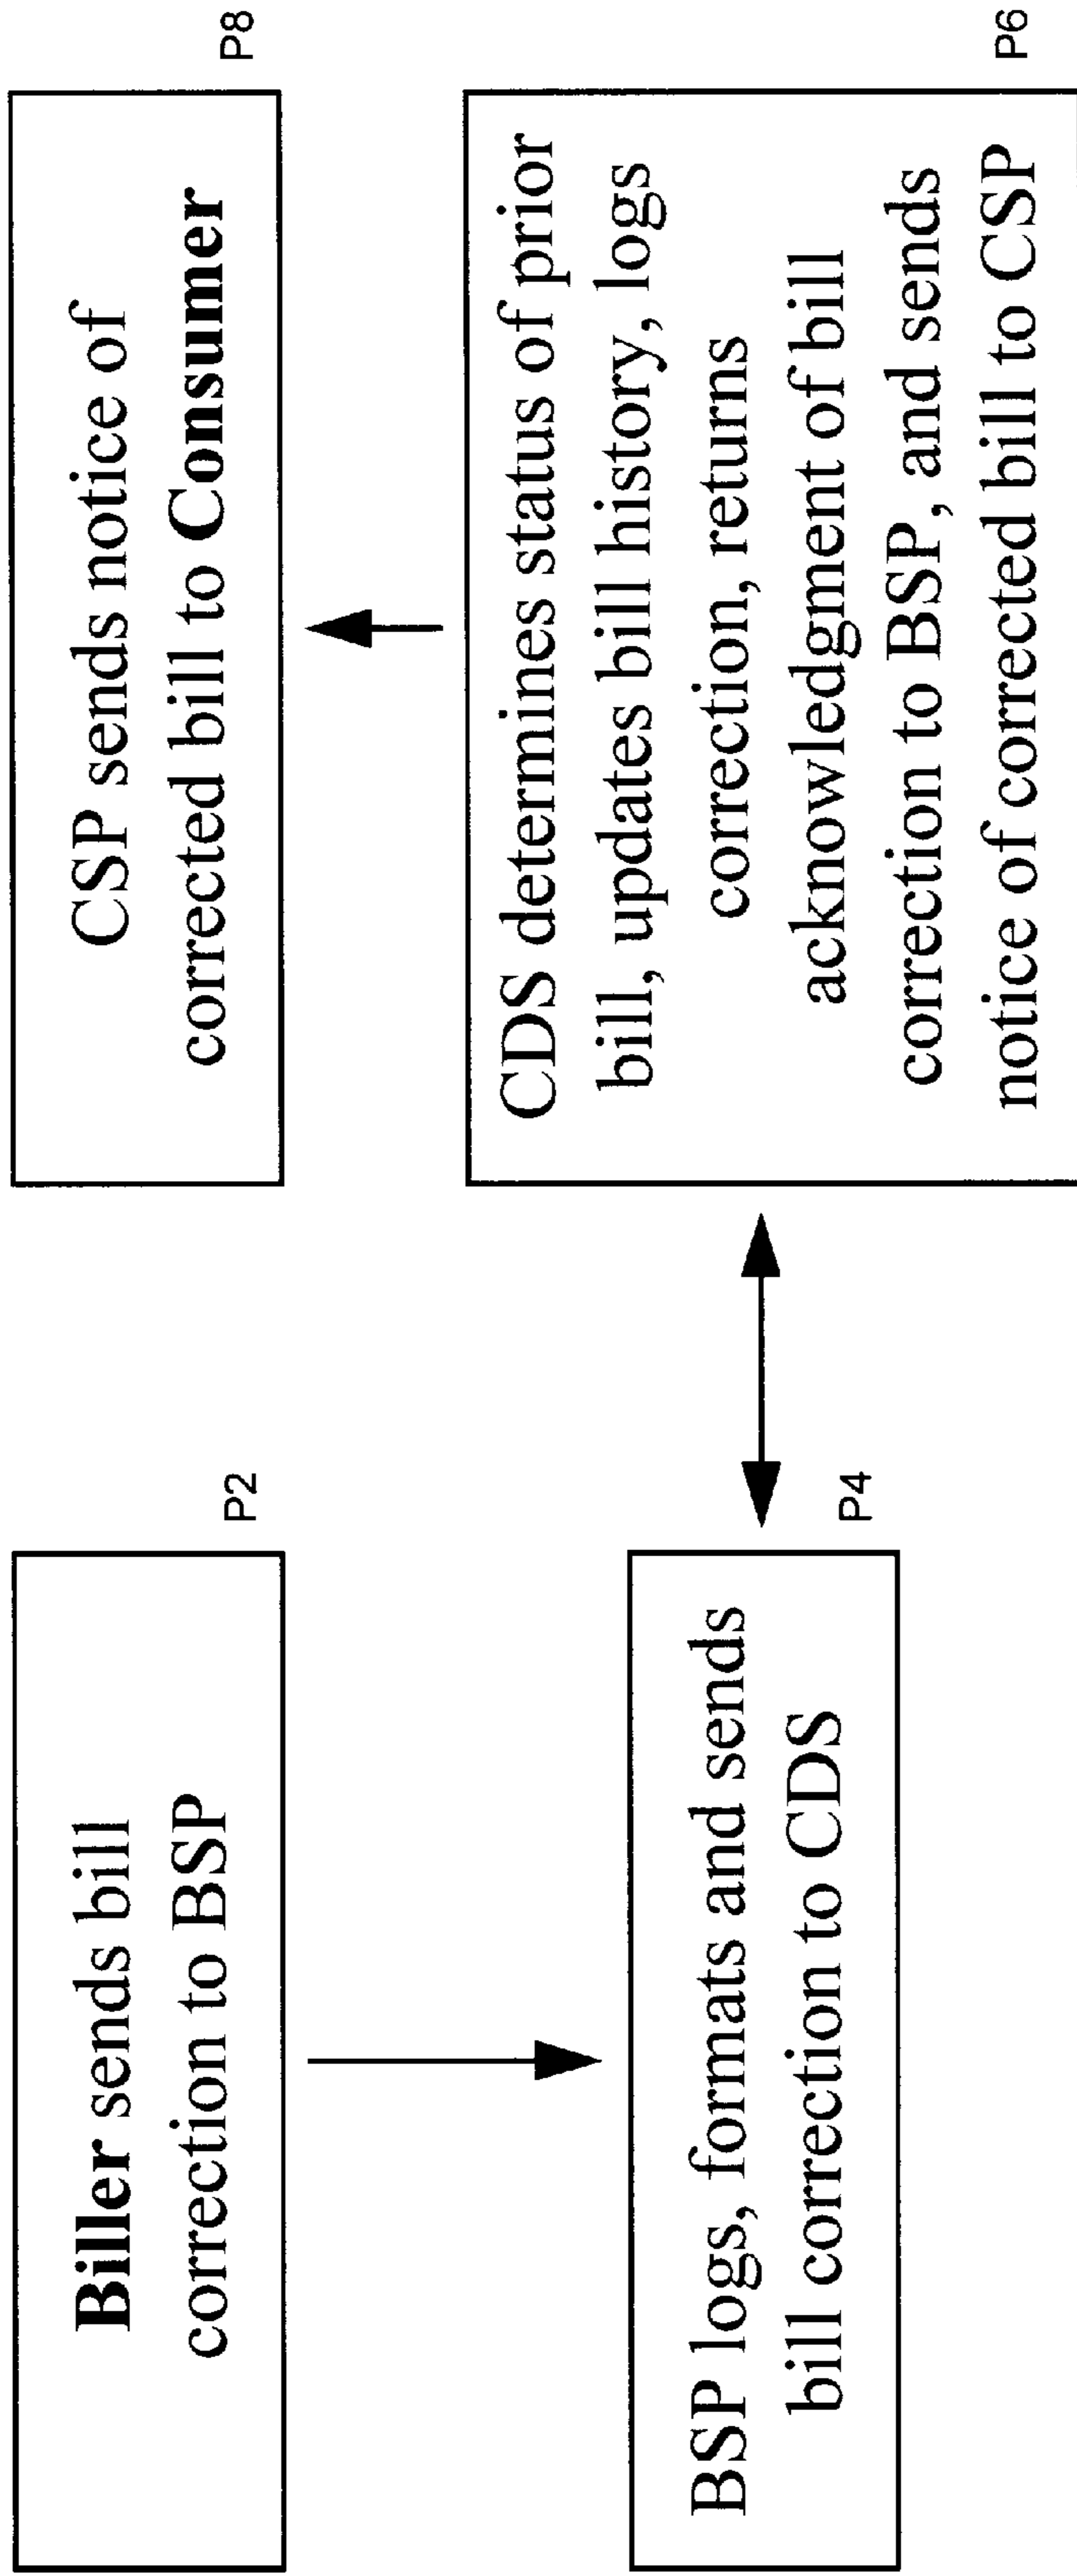 Biller sends bill
correction to BSP
P2
BSP logs, formats and sends
bill correction to CDS
P4
CDS determines status of prior
bill, updates bill history, logs
correction, returns
acknowledgment of bill
correction to BSP, and sends
notice of corrected bill to CSP
P6
CSP sends notice of
corrected bill to Consumer
P8